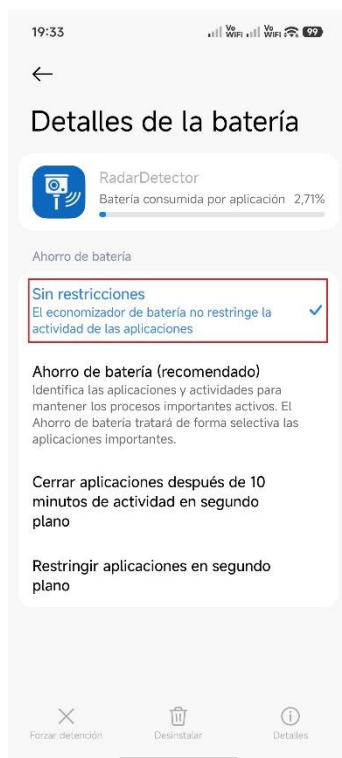 19:33 Vo WiFi Vo WiFi 99
Detalles de la batería
RadarDetector
Batería consumida por aplicación 2,71%
Ahorro de batería
Sin restricciones
El economizador de batería no restringe la
actividad de las aplicaciones
Ahorro de batería (recomendado)
Identifica las aplicaciones y actividades para
mantener los procesos importantes activos. El
Ahorro de batería tratará de forma selectiva las
aplicaciones importantes.
Cerrar aplicaciones después de 10
minutos de actividad en segundo
plano
Restringir aplicaciones en segundo
plano
Forzar detención Desinstalar Detalles